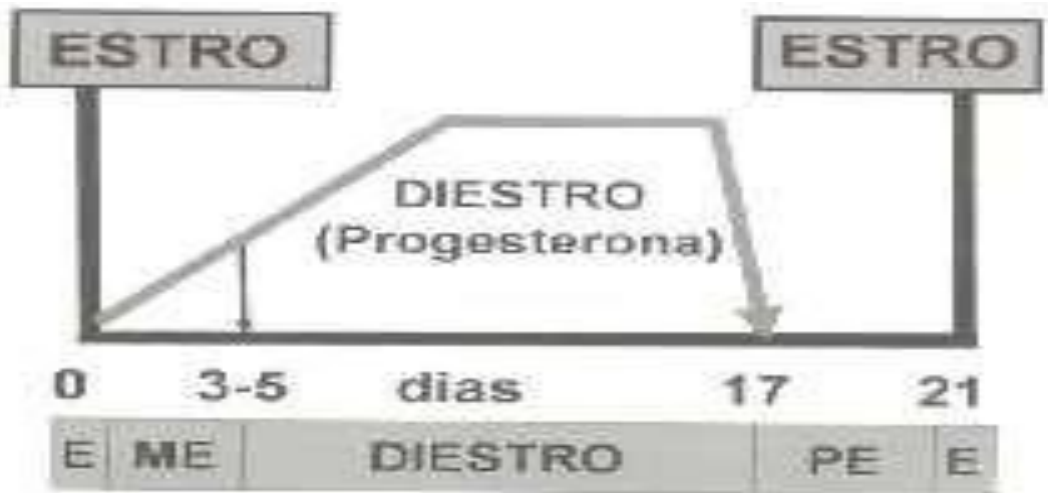 ESTRO ESTRO
DIESTRO
(Progesterona)
0 3-5 dias 17 21
E ME DIESTRO PE E